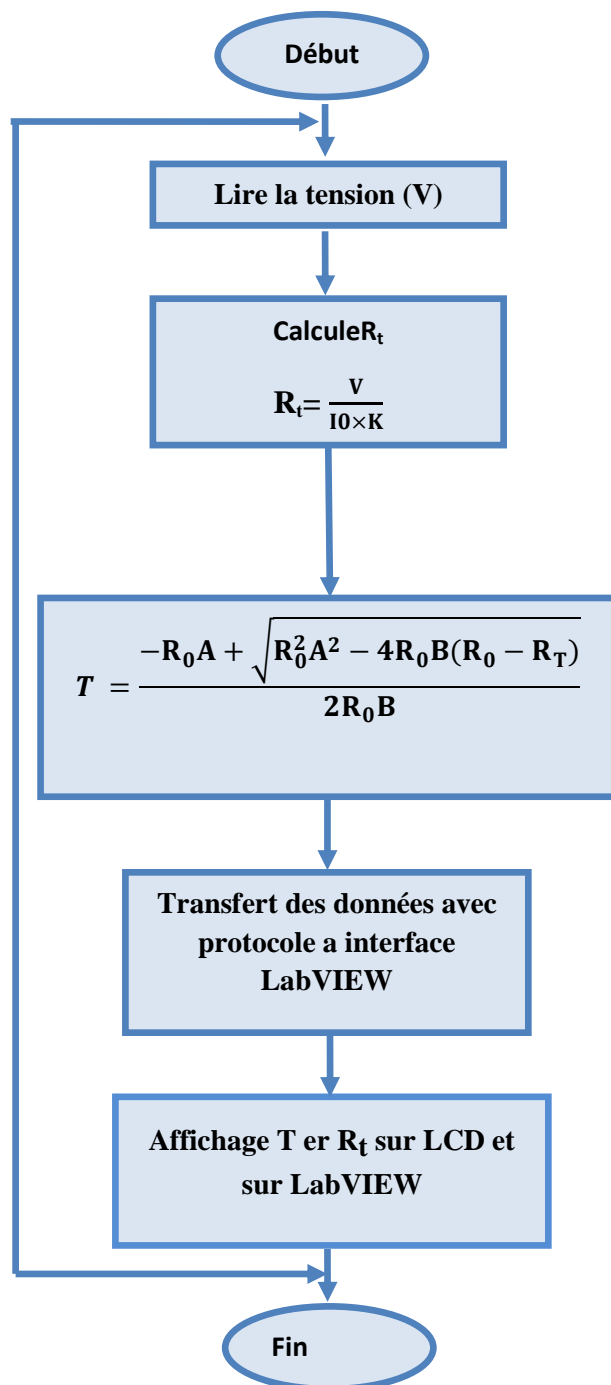 Début
Lire la tension (V)
CalculeRₜ
Rₜ= V/(I0×K)
T = (−R₀A + √(R₀²A² − 4R₀B(R₀ − R_T)))/(2R₀B)
Transfert des données avec
protocole a interface
LabVIEW
Affichage T er Rₜ sur LCD et
sur LabVIEW
Fin